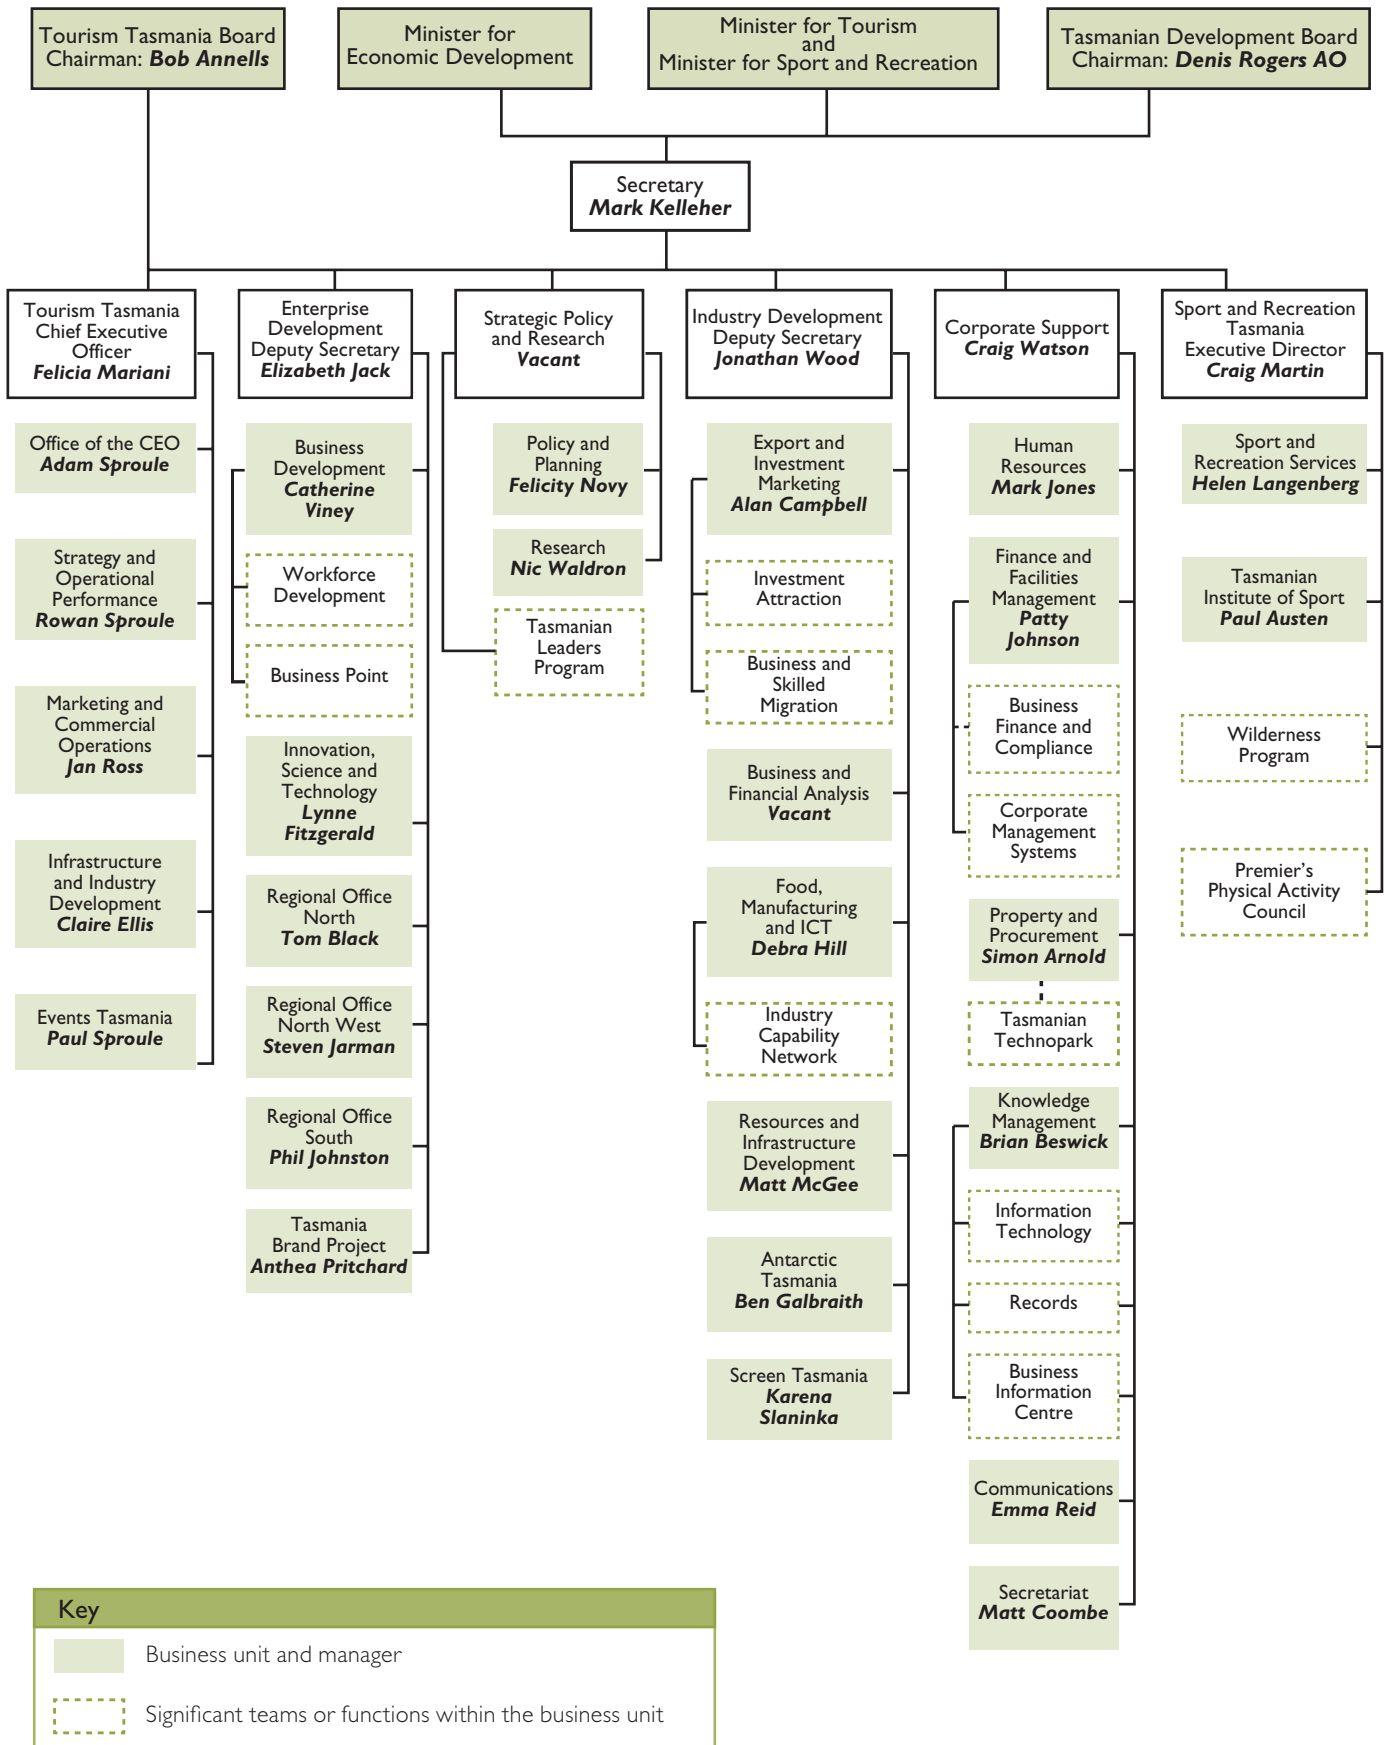 Tourism Tasmania Board
Chairman: Bob Annells
Minister for
Economic Development
Minister for Tourism
and
Minister for Sport and Recreation
Tasmanian Development Board
Chairman: Denis Rogers AO
Secretary
Mark Kelleher
Tourism Tasmania
Chief Executive
Officer
Felicia Mariani
Office of the CEO
Adam Sproule
Strategy and
Operational
Performance
Rowan Sproule
Marketing and
Commercial
Operations
Jan Ross
Infrastructure
and Industry
Development
Claire Ellis
Events Tasmania
Paul Sproule
Enterprise
Development
Deputy Secretary
Elizabeth Jack
Business
Development
Catherine
Viney
Workforce
Development
Business Point
Innovation,
Science and
Technology
Lynne
Fitzgerald
Regional Office
North
Tom Black
Regional Office
North West
Steven Jarman
Regional Office
South
Phil Johnston
Tasmania
Brand Project
Anthea Pritchard
Strategic Policy
and Research
Vacant
Policy and
Planning
Felicity Novy
Research
Nic Waldron
Tasmanian
Leaders
Program
Industry Development
Deputy Secretary
Jonathan Wood
Export and
Investment
Marketing
Alan Campbell
Investment
Attraction
Business and
Skilled
Migration
Business and
Financial Analysis
Vacant
Food,
Manufacturing
and ICT
Debra Hill
Industry
Capability
Network
Resources and
Infrastructure
Development
Matt McGee
Antarctic
Tasmania
Ben Galbraith
Screen Tasmania
Karena
Slaninka
Corporate Support
Craig Watson
Human
Resources
Mark Jones
Finance and
Facilities
Management
Patty
Johnson
Business
Finance and
Compliance
Corporate
Management
Systems
Property and
Procurement
Simon Arnold
Tasmanian
Technopark
Knowledge
Management
Brian Beswick
Information
Technology
Records
Business
Information
Centre
Communications
Emma Reid
Secretariat
Matt Coombe
Sport and Recreation
Tasmania
Executive Director
Craig Martin
Sport and
Recreation Services
Helen Langenberg
Tasmanian
Institute of Sport
Paul Austen
Wilderness
Program
Premier's
Physical Activity
Council
Key
Business unit and manager
Significant teams or functions within the business unit